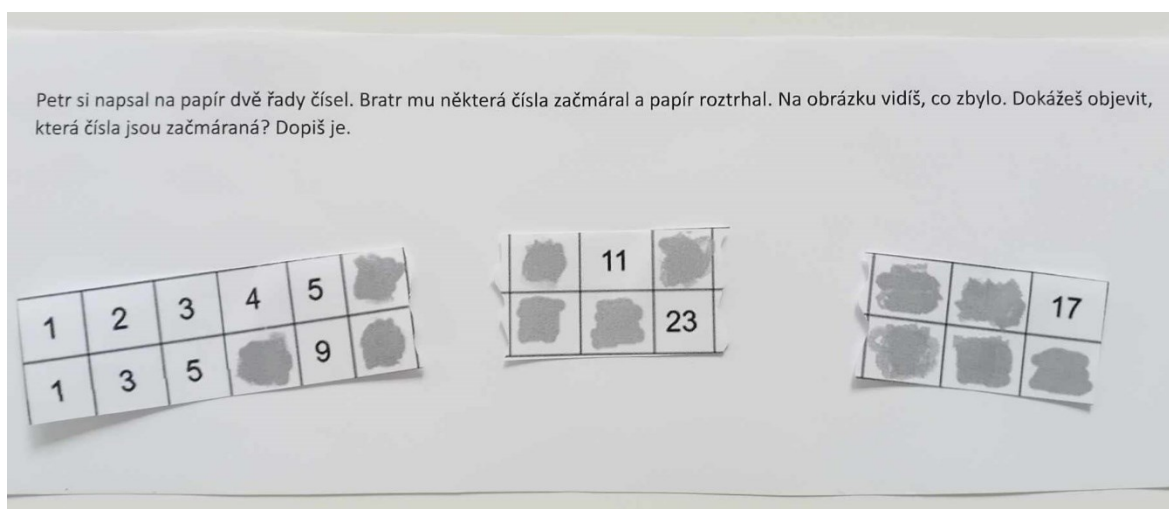 Petr si napsal na papír dvě řady čísel. Bratr mu některá čísla začmáral a papír roztrhal. Na obrázku vidíš, co zbylo. Dokážeš objevit,
která čísla jsou začmáraná? Dopiš je.
1 2 3 4 5
1 3 5 9
11
23
17